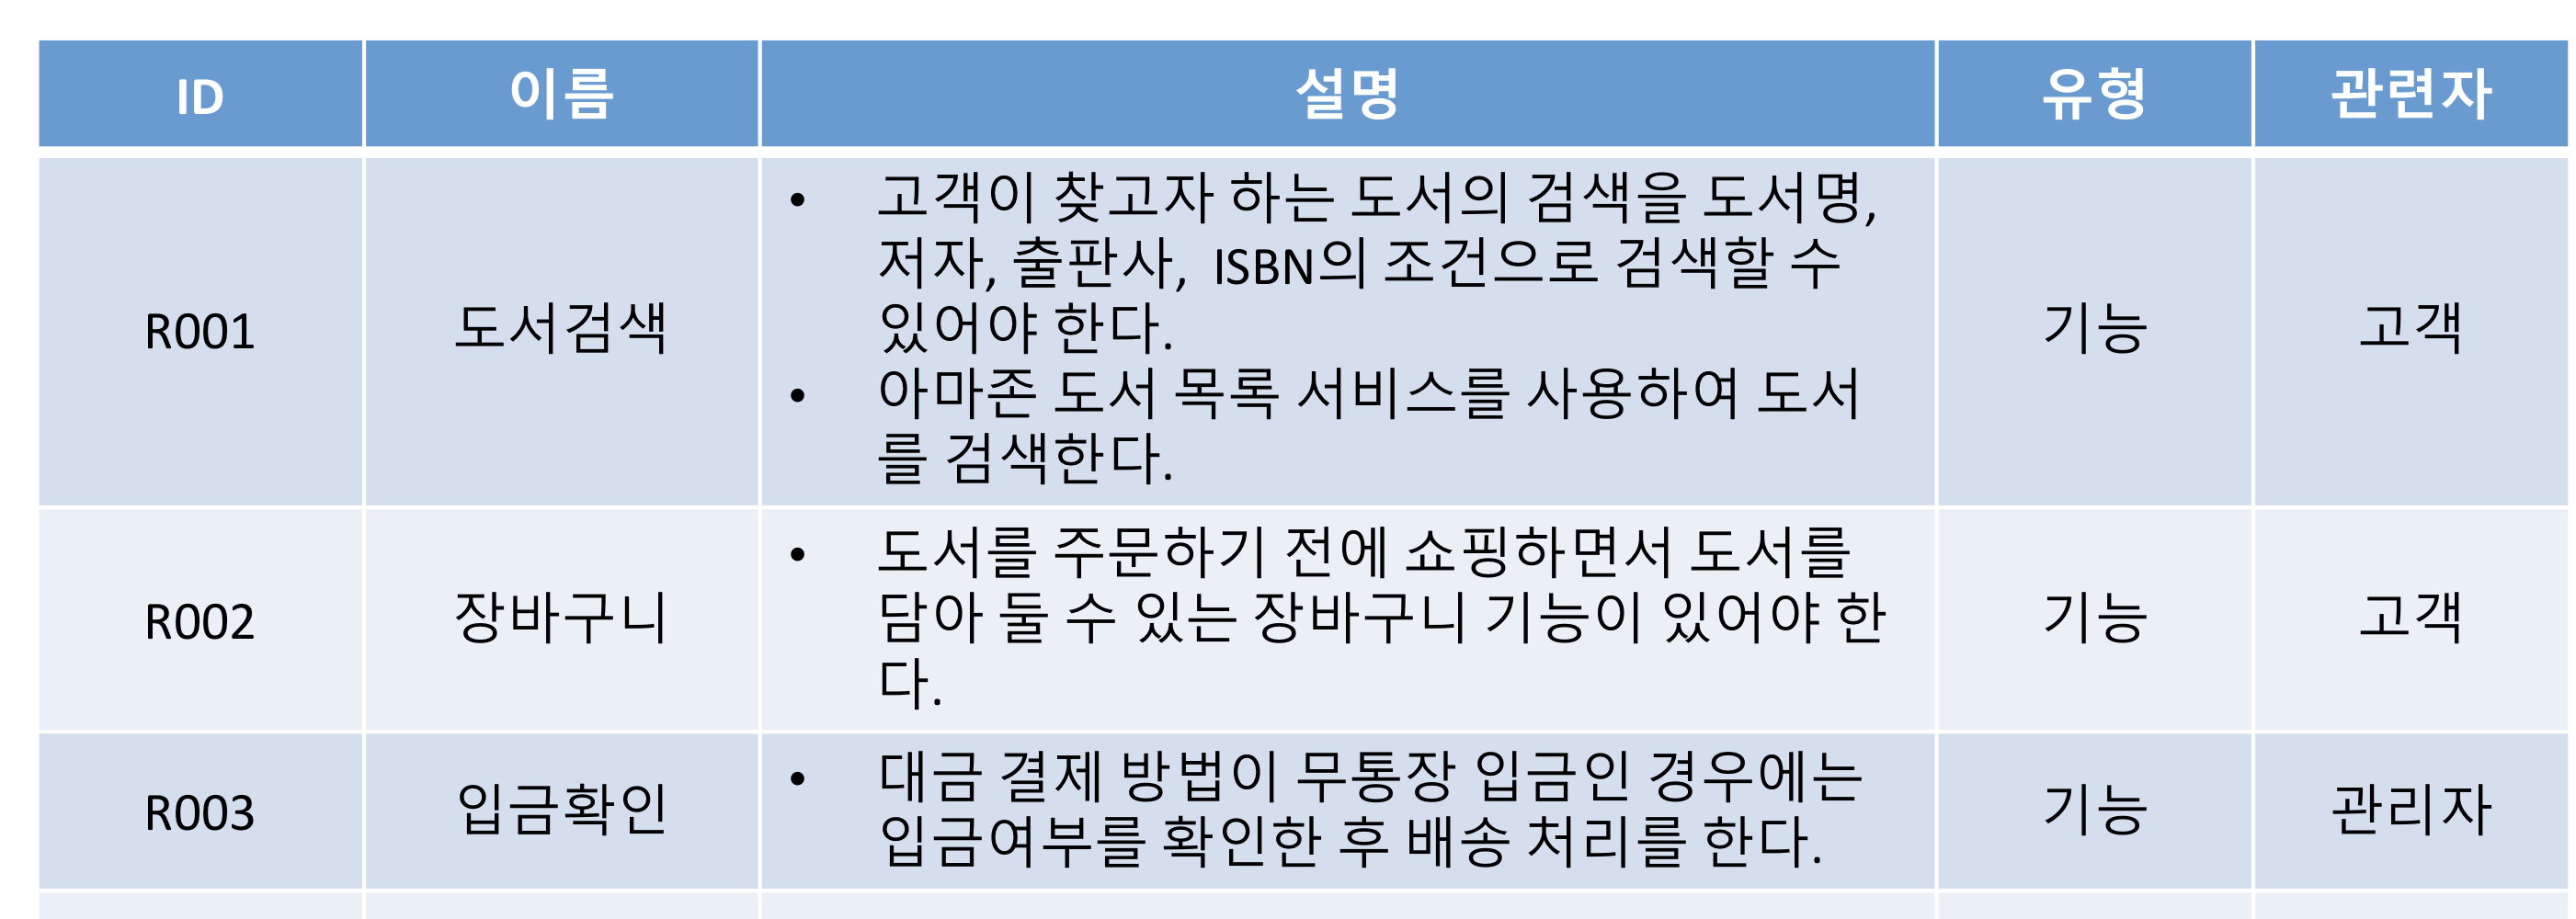 ID 이름 설명 유형 관련자
R001 도서검색 • 고객이 찾고자 하는 도서의 검색을 도서명, 기능 고객
저자, 출판사, ISBN의 조건으로 검색할 수
있어야 한다.
• 아마존 도서 목록 서비스를 사용하여 도서
를 검색한다.
R002 장바구니 • 도서를 주문하기 전에 쇼핑하면서 도서를 기능 고객
담아 둘 수 있는 장바구니 기능이 있어야 한
다.
R003 입금확인 • 대금 결제 방법이 무통장 입금인 경우에는 기능 관리자
입금여부를 확인한 후 배송 처리를 한다.